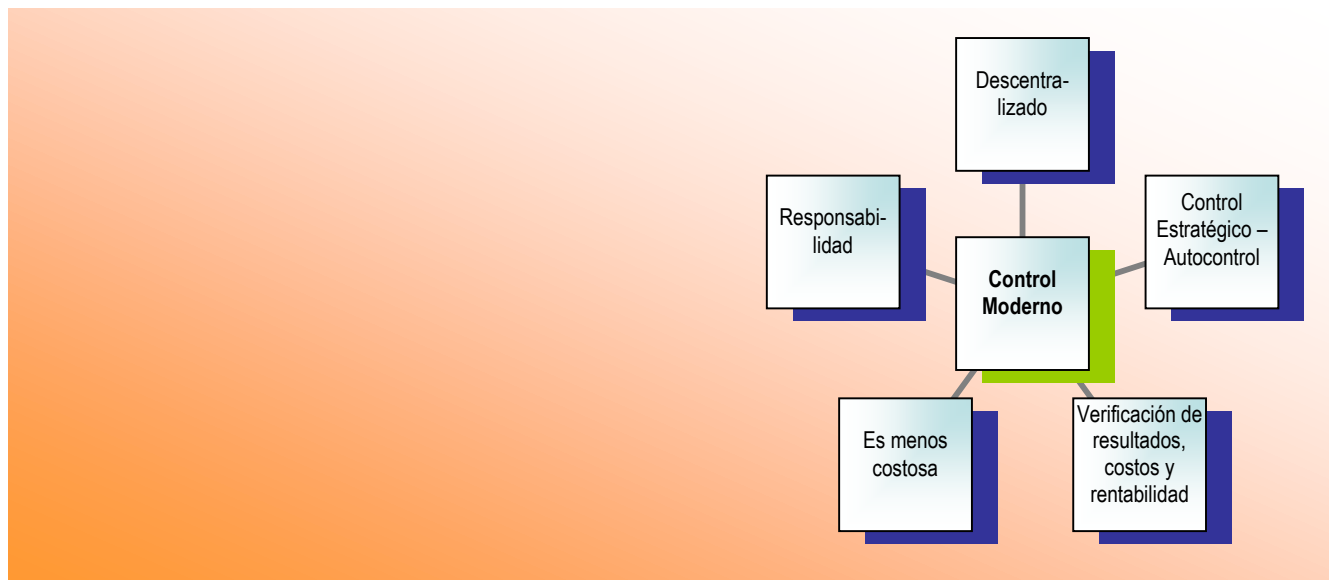 Descentra-
lizado
Responsabi-
lidad
Control
Estratégico –
Autocontrol
Control
Moderno
Es menos
costosa
Verificación de
resultados,
costos y
rentabilidad